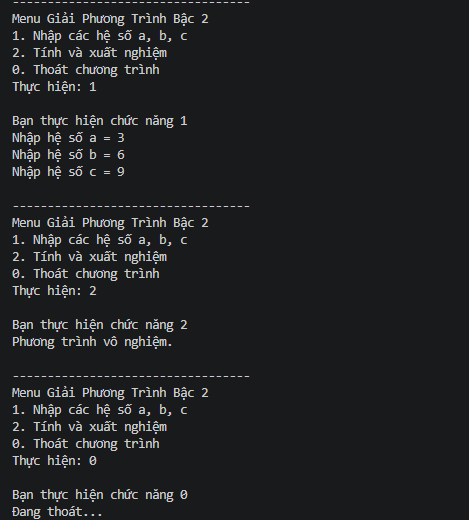 ----------------------------------
Menu Giải Phương Trình Bậc 2
1. Nhập các hệ số a, b, c
2. Tính và xuất nghiệm
0. Thoát chương trình
Thực hiện: 1
Bạn thực hiện chức năng 1
Nhập hệ số a = 3
Nhập hệ số b = 6
Nhập hệ số c = 9
----------------------------------
Menu Giải Phương Trình Bậc 2
1. Nhập các hệ số a, b, c
2. Tính và xuất nghiệm
0. Thoát chương trình
Thực hiện: 2
Bạn thực hiện chức năng 2
Phương trình vô nghiệm.
----------------------------------
Menu Giải Phương Trình Bậc 2
1. Nhập các hệ số a, b, c
2. Tính và xuất nghiệm
0. Thoát chương trình
Thực hiện: 0
Bạn thực hiện chức năng 0
Đang thoát...